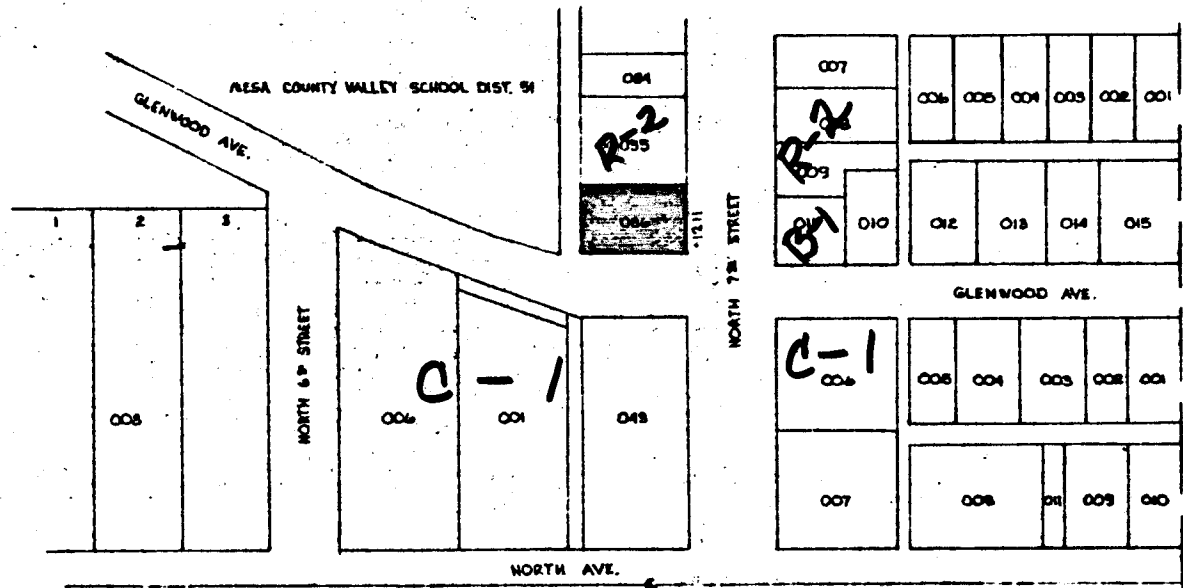 MESA COUNTY VALLEY SCHOOL DIST. 51
GLENWOOD AVE.
084
R-2
1211
NORTH 7TH STREET
007
R-2
009
B-1
010
006 005 004 003 002 001
012 013 014 015
GLENWOOD AVE.
1 2 3
008
NORTH 6TH STREET
C - 1
006 001 043
C - 1
006
007
005 004 003 002 001
008 011 009 010
NORTH AVE.